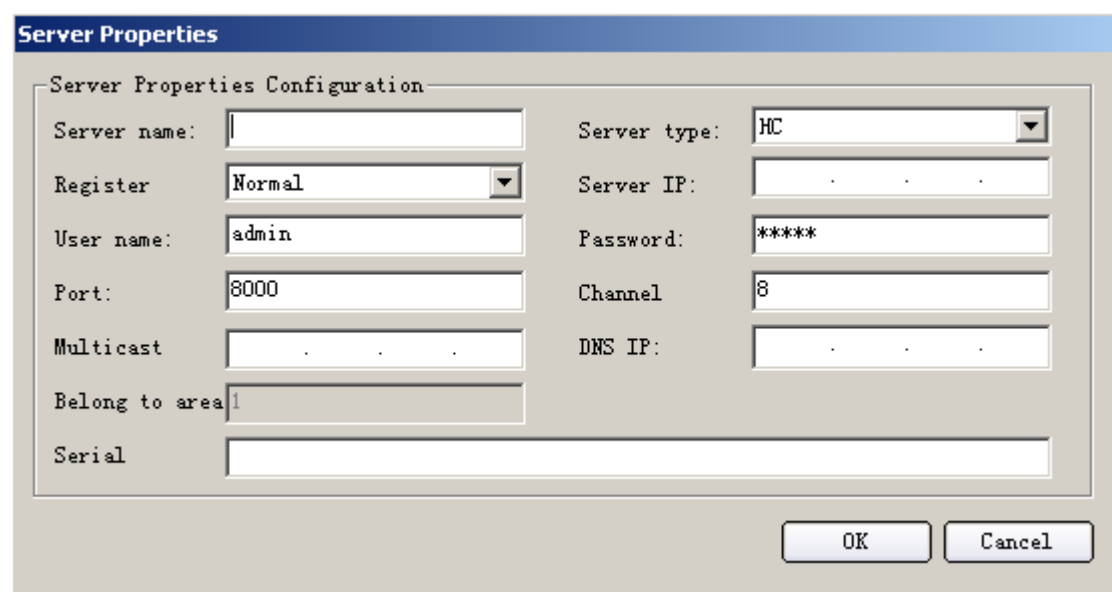 Server Properties
Server Properties Configuration
Server name: Server type: HC
Register Normal Server IP: . . .
User name: admin Password: *****
Port: 8000 Channel 8
Multicast . . . DNS IP: . . .
Belong to area 1
Serial
OK Cancel